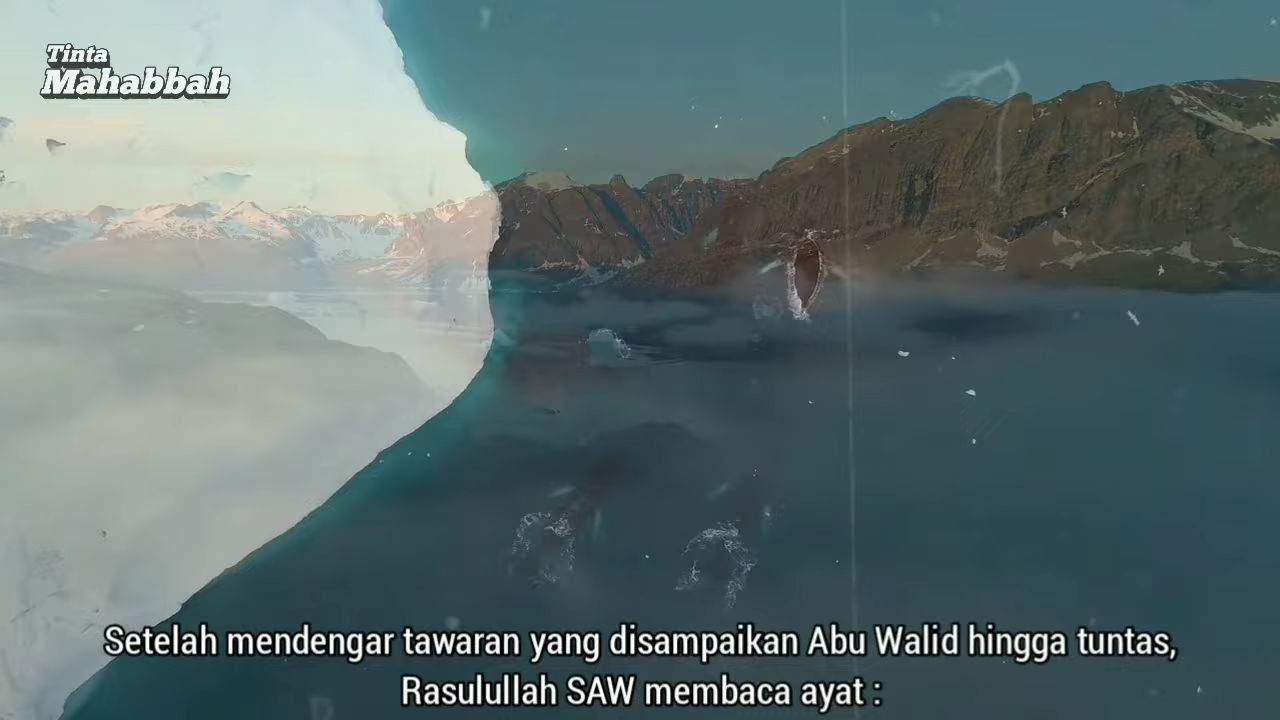 Tinta
Mahabbah
Setelah mendengar tawaran yang disampaikan Abu Walid hingga tuntas,
Rasulullah SAW membaca ayat :